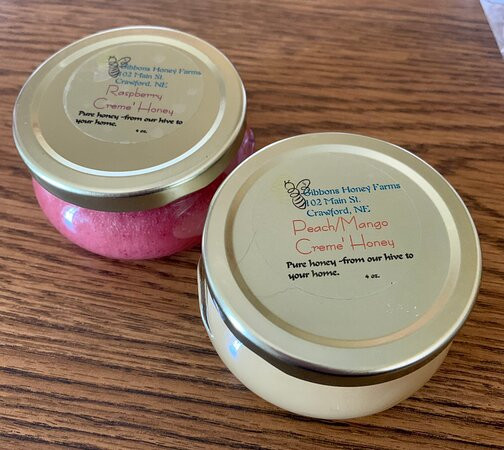 Gibbons Honey Farms
102 Main St.
Crawford, NE
Raspberry
Creme' Honey
Pure honey -from our hive to
your home.
4 oz.
Gibbons Honey Farms
102 Main St.
Crawford, NE
Peach/Mango
Creme' Honey
Pure honey -from our hive to
your home.
4 oz.